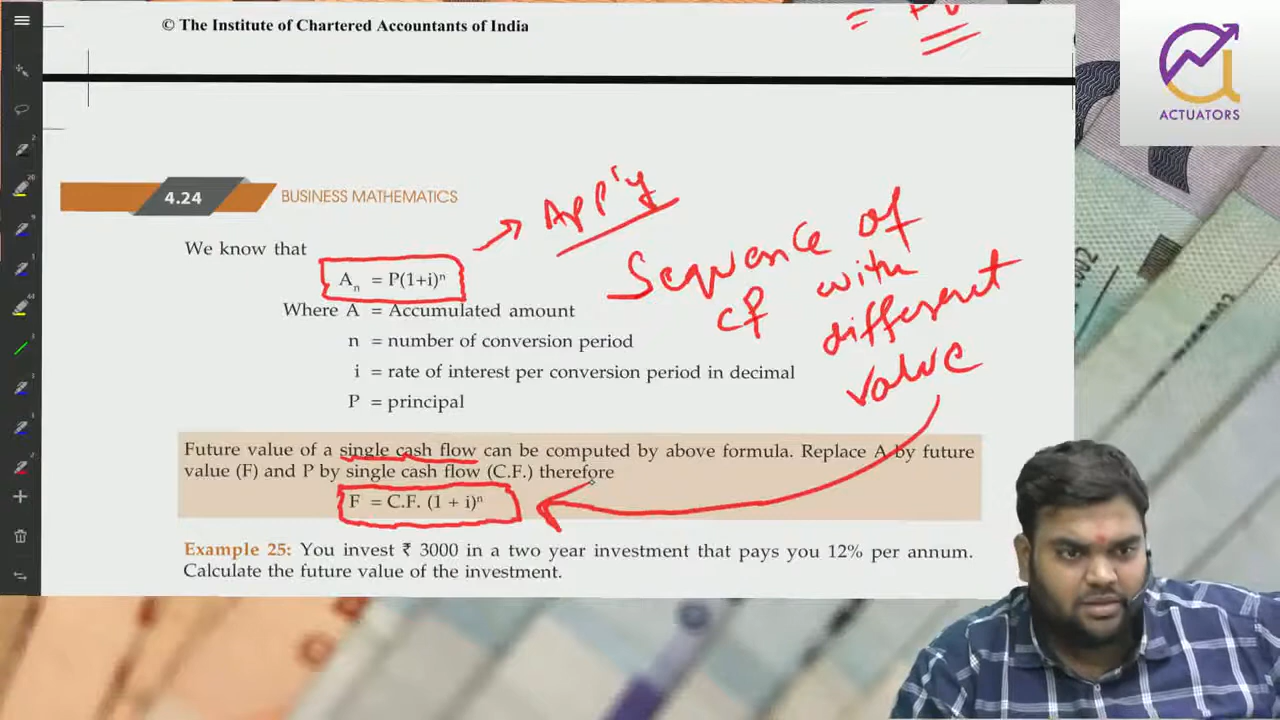 © The Institute of Chartered Accountants of India
ACTUATORS
4.24 BUSINESS MATHEMATICS
We know that
Aₙ = P(1+i)ⁿ
→ App'y
Sequence of
CF with
different
value
Where A = Accumulated amount
n = number of conversion period
i = rate of interest per conversion period in decimal
P = principal
Future value of a single cash flow can be computed by above formula. Replace A by future
value (F) and P by single cash flow (C.F.) therefore
F = C.F. (1 + i)ⁿ
Example 25: You invest ₹ 3000 in a two year investment that pays you 12% per annum.
Calculate the future value of the investment.